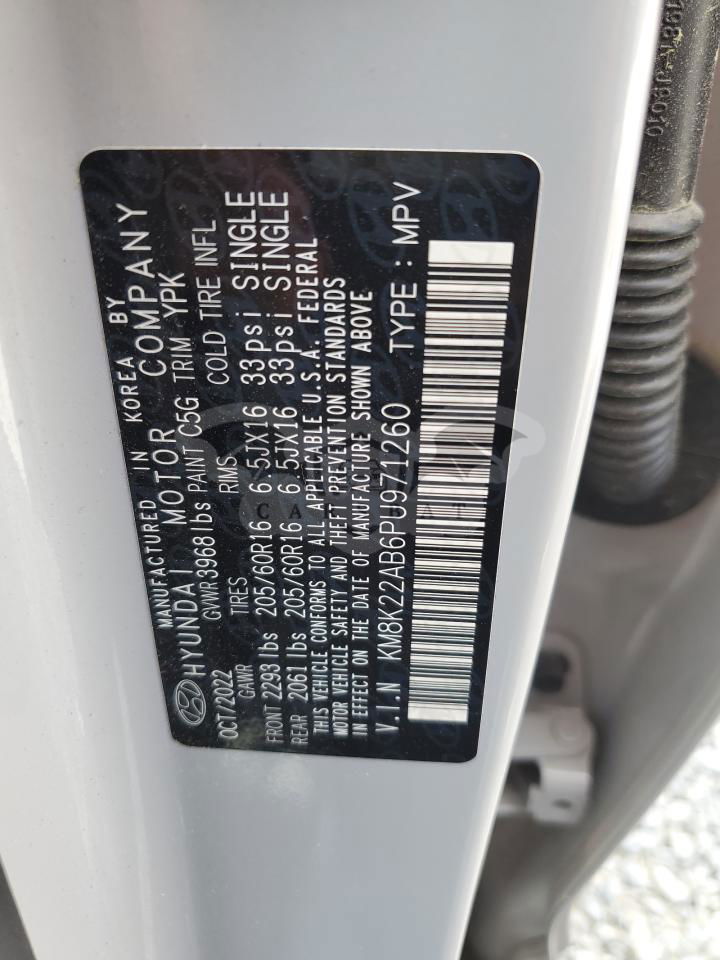 MANUFACTURED IN KOREA BY
HYUNDAI MOTOR COMPANY
OCT/2022 GVWR 3968 lbs PAINT C5G TRIM YPK
GAWR TIRES RIMS COLD TIRE INFL
FRONT 2293 lbs 205/60R16 6.5JX16 33psi SINGLE
REAR 2061 lbs 205/60R16 6.5JX16 33psi SINGLE
THIS VEHICLE CONFORMS TO ALL APPLICABLE U.S.A. FEDERAL
MOTOR VEHICLE SAFETY AND THEFT PREVENTION STANDARDS
IN EFFECT ON THE DATE OF MANUFACTURE SHOWN ABOVE
V.I.N KM8K22AB6PU971260 TYPE : MPV